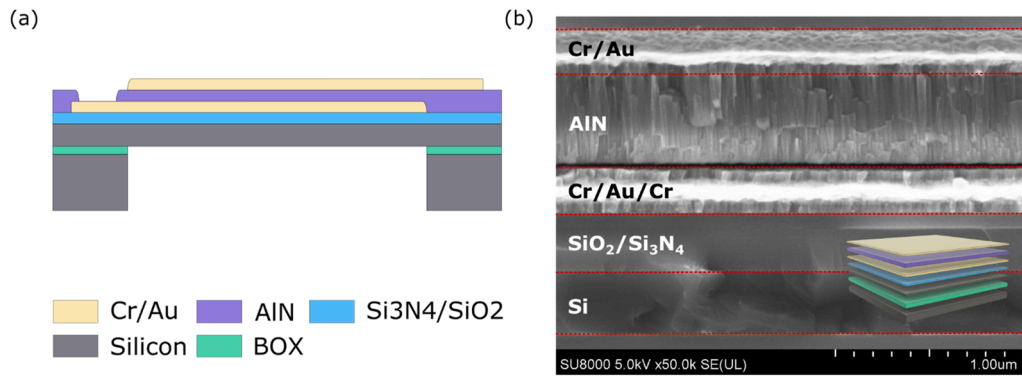 (a)
Cr/Au
AlN
Si3N4/SiO2
Silicon
BOX
(b)
Cr/Au
AlN
Cr/Au/Cr
SiO₂/Si₃N₄
Si
SU8000 5.0kV x50.0k SE(UL)
1.00um